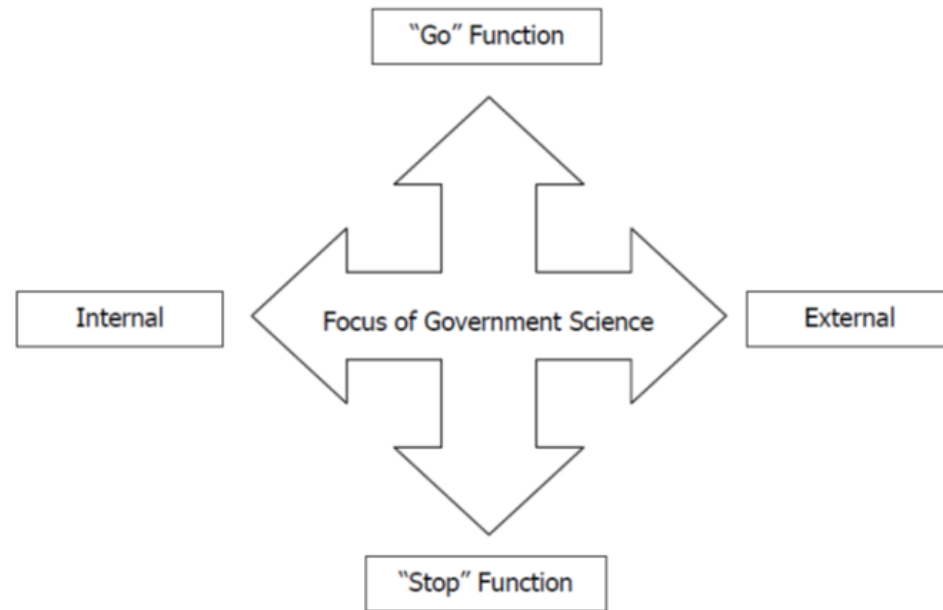 “Go” Function
Internal
Focus of Government Science
External
“Stop” Function